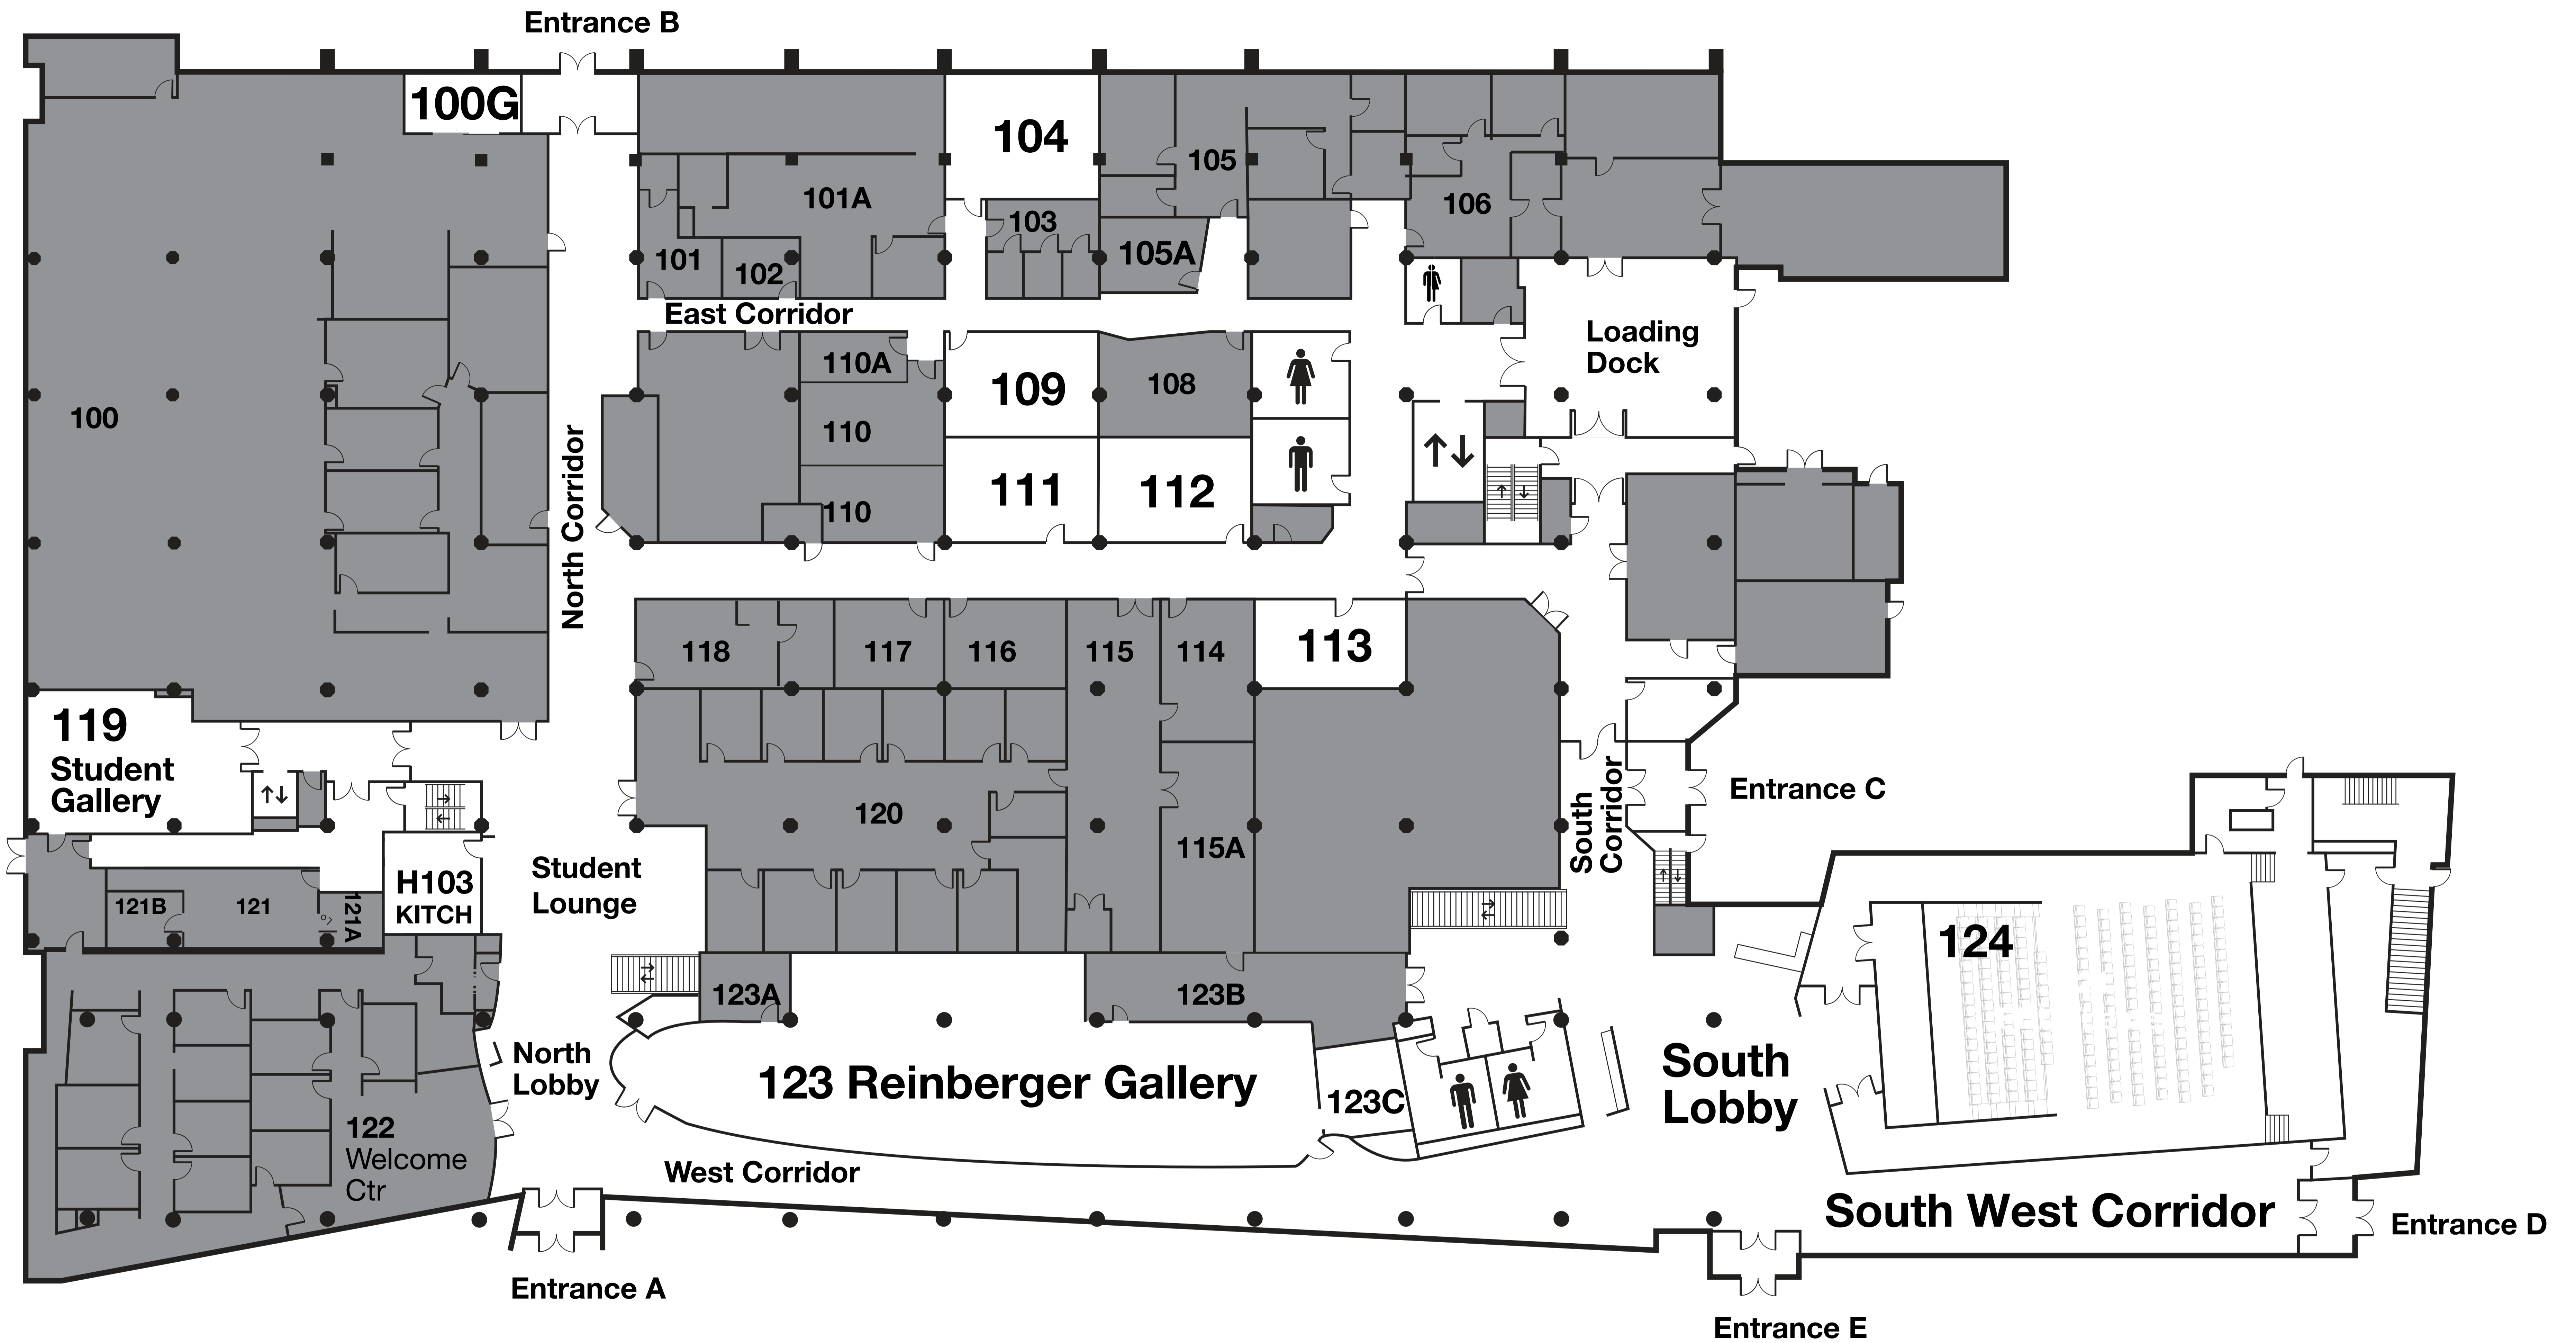 Entrance B
100G
104
105
101A
106
103
105A
101
102
East Corridor
Loading
Dock
110A
109
108
100
110
111
112
110
North Corridor
118
117
116
115
114
113
119
Student
Gallery
Entrance C
South
Corridor
120
115A
Student
Lounge
H103
KITCH
121B
121
121A
124
123A
123B
North
Lobby
123 Reinberger Gallery
123C
South
Lobby
122
Welcome
Ctr
West Corridor
South West Corridor
Entrance D
Entrance A
Entrance E